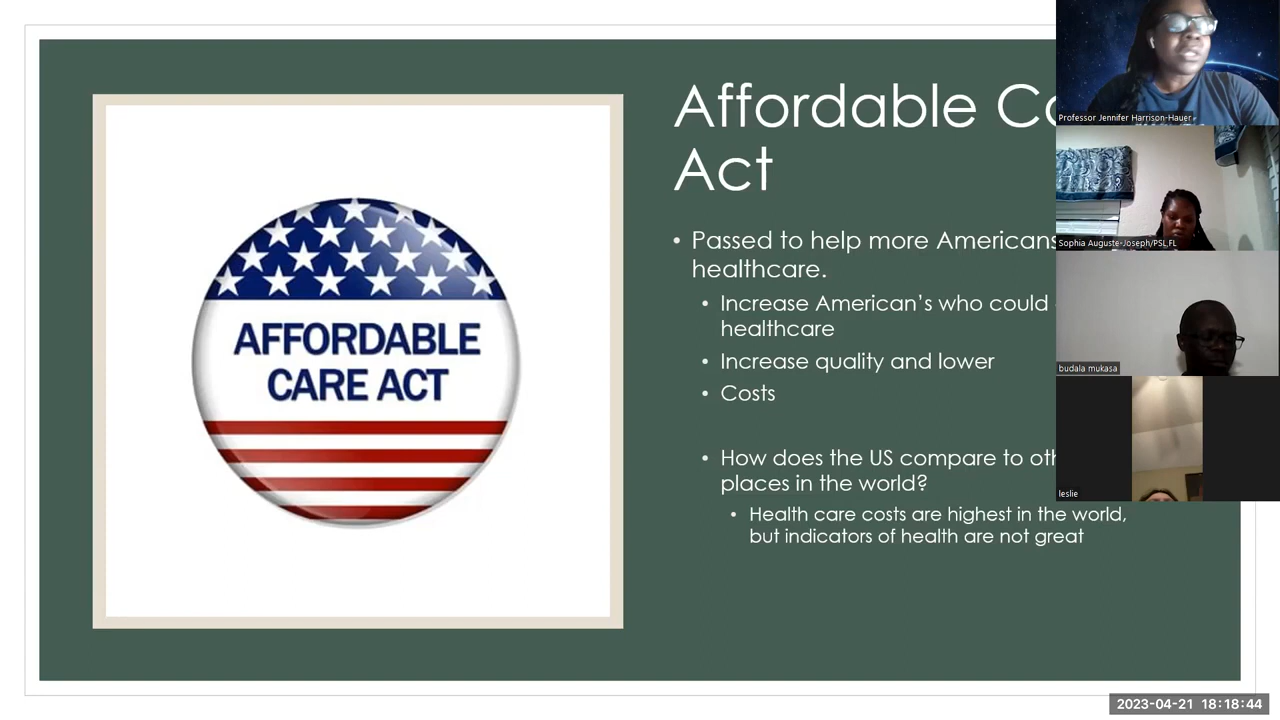 Affordable
Act
AFFORDABLE
CARE ACT
• Passed to help more Americans
healthcare.
• Increase American’s who could
healthcare
• Increase quality and lower
• Costs
• How does the US compare to
places in the world?
• Health care costs are highest in the world,
but indicators of health are not great
Professor Jennifer Harrison-Hauer
Sophia Auguste-Joseph/PSL,FL
budala mukasa
leslie
2023-04-21 18:18:44